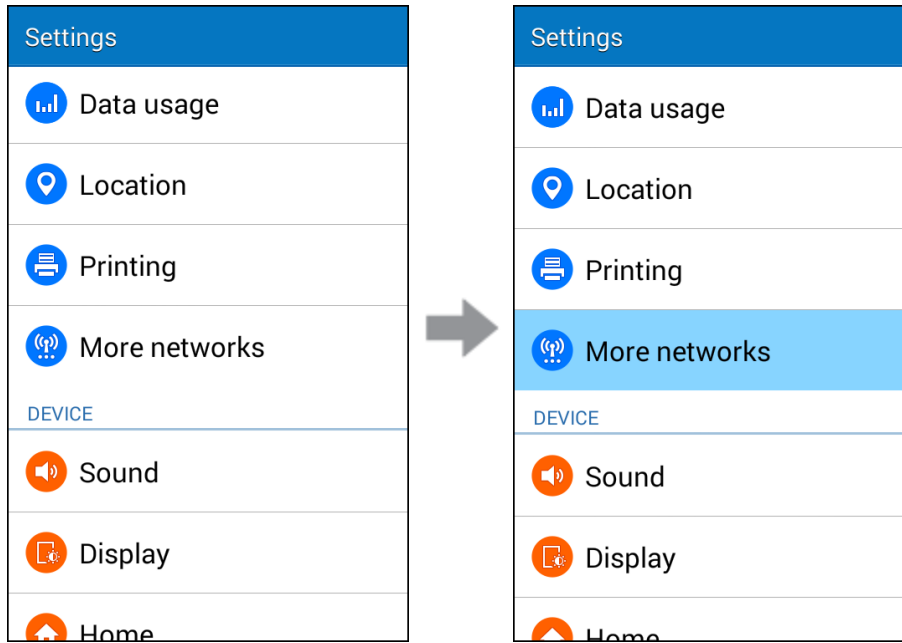 Settings
Data usage
Location
Printing
More networks
DEVICE
Sound
Display
Home
Settings
Data usage
Location
Printing
More networks
DEVICE
Sound
Display
Home